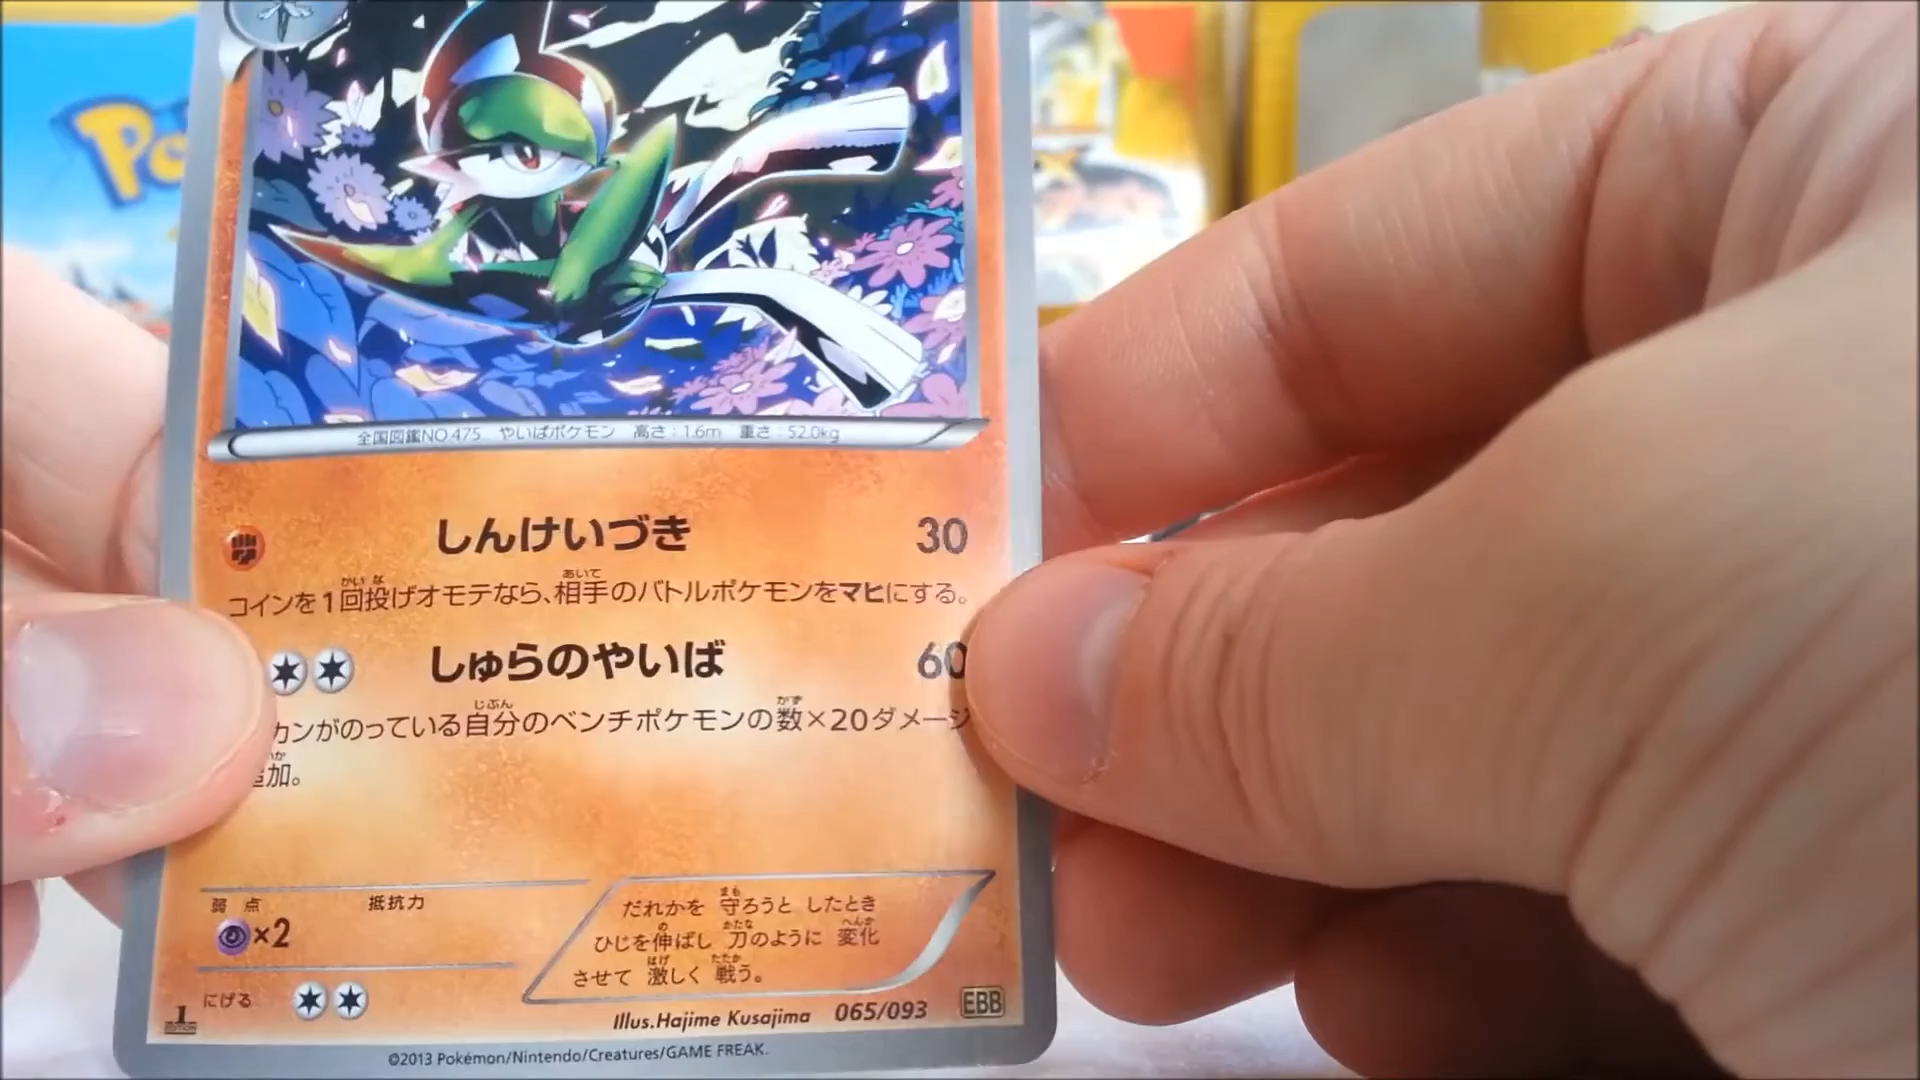 Po
全国図鑑NO.475 やいばポケモン 高さ：1.6m 重さ：52.0kg
しんけいづき 30
コインを1回投げオモテなら、相手のバトルポケモンをマヒにする。
しゅらのやいば 60
カンがのっている自分のベンチポケモンの数×20ダメージ
加。
弱点 抵抗力
×2
だれかを 守ろうと したとき
ひじを伸ばし 刀のように 変化
させて 激しく 戦う。
にげる
1 EDITION
Illus.Hajime Kusajima 065/093 EBB
©2013 Pokémon/Nintendo/Creatures/GAME FREAK.